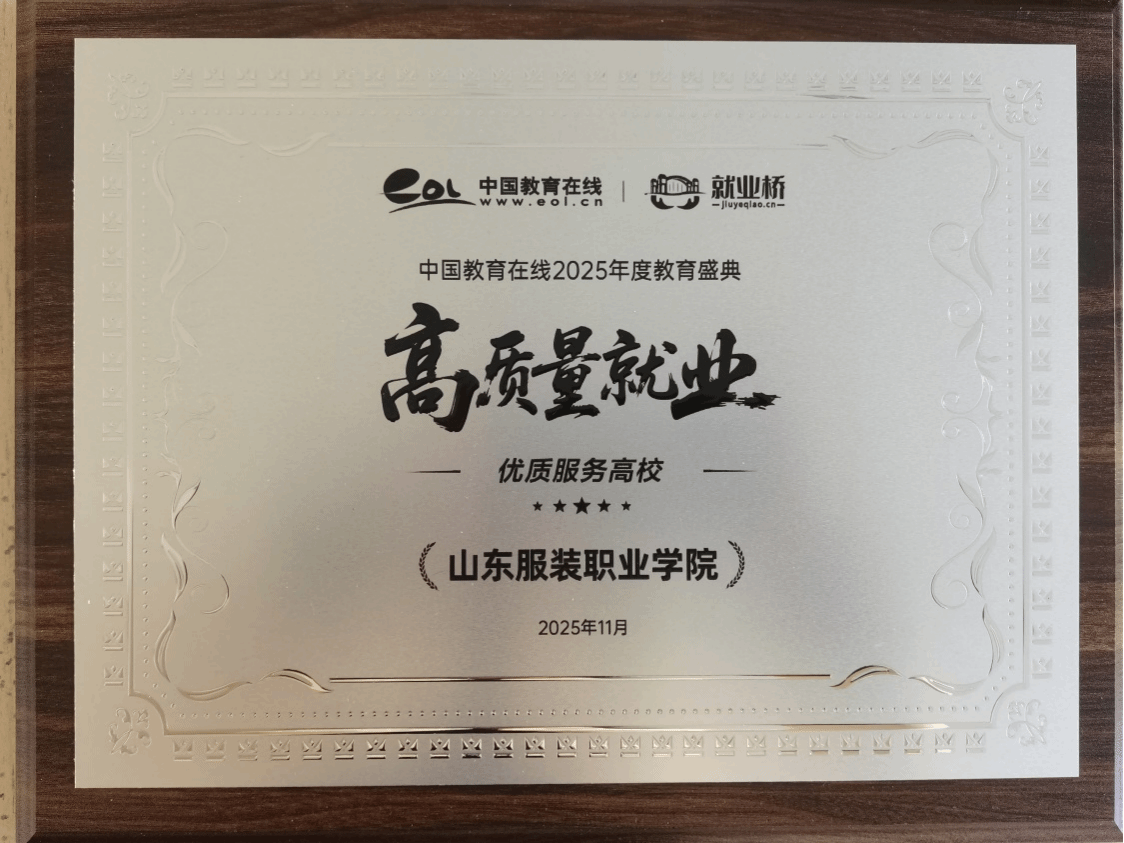 eol 中国教育在线 www.eol.cn | 就业桥 jiuyeqiao.cn
中国教育在线2025年度教育盛典
高质量就业
优质服务高校
山东服装职业学院
2025年11月